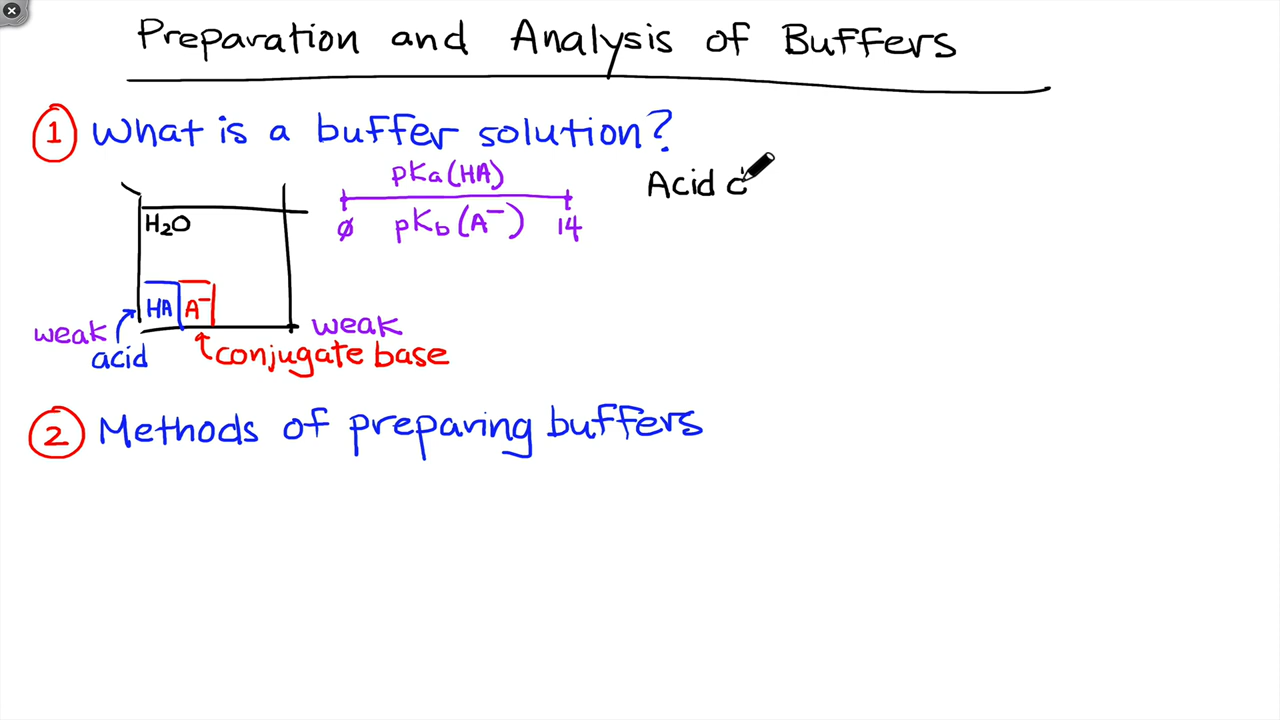 Preparation and Analysis of Buffers
1 What is a buffer solution?
pKa (HA)
0 pKb (A⁻) 14
Acid
H₂O
HA A⁻
weak acid
weak conjugate base
2 Methods of preparing buffers